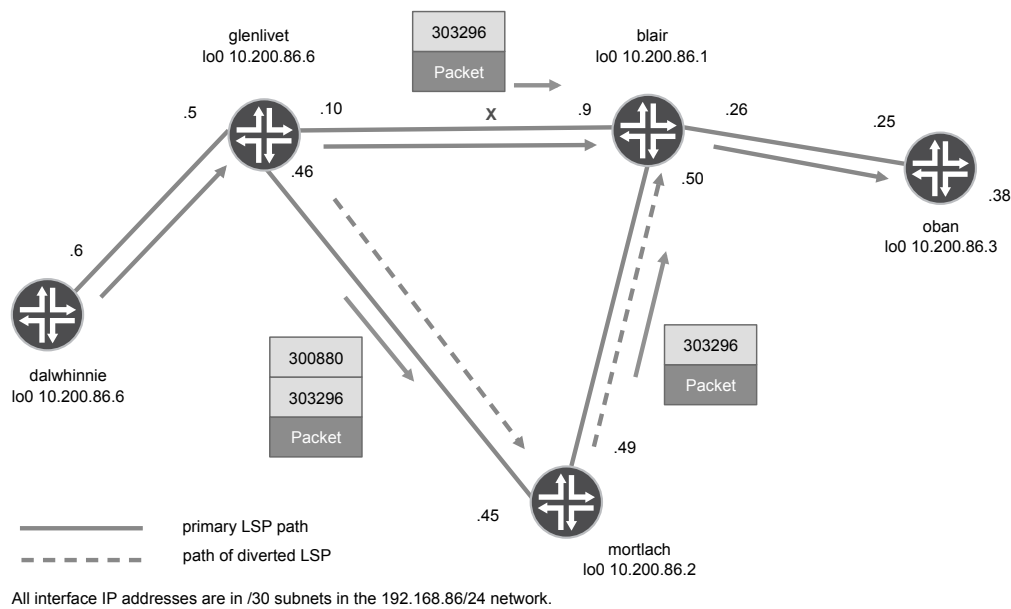 glenlivet
lo0 10.200.86.6
303296
Packet
blair
lo0 10.200.86.1
.5
.10
X
.9
.26
.25
.46
.50
.38
oban
lo0 10.200.86.3
.6
dalwhinnie
lo0 10.200.86.6
300880
303296
Packet
303296
Packet
.49
.45
mortlach
lo0 10.200.86.2
primary LSP path
path of diverted LSP
All interface IP addresses are in /30 subnets in the 192.168.86/24 network.